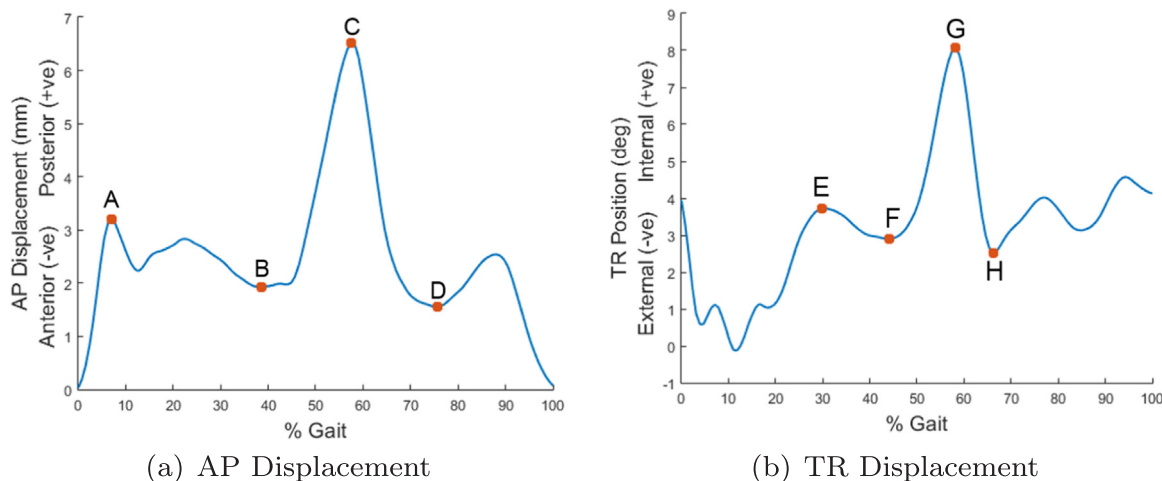 7
6
5
4
3
2
1
0
AP Displacement (mm)
Anterior (-ve) Posterior (+ve)
A
B
C
D
0 10 20 30 40 50 60 70 80 90 100
% Gait
(a) AP Displacement
9
8
7
6
5
4
3
2
1
0
-1
TR Position (deg)
External (-ve) Internal (+ve)
E
F
G
H
0 10 20 30 40 50 60 70 80 90 100
% Gait
(b) TR Displacement